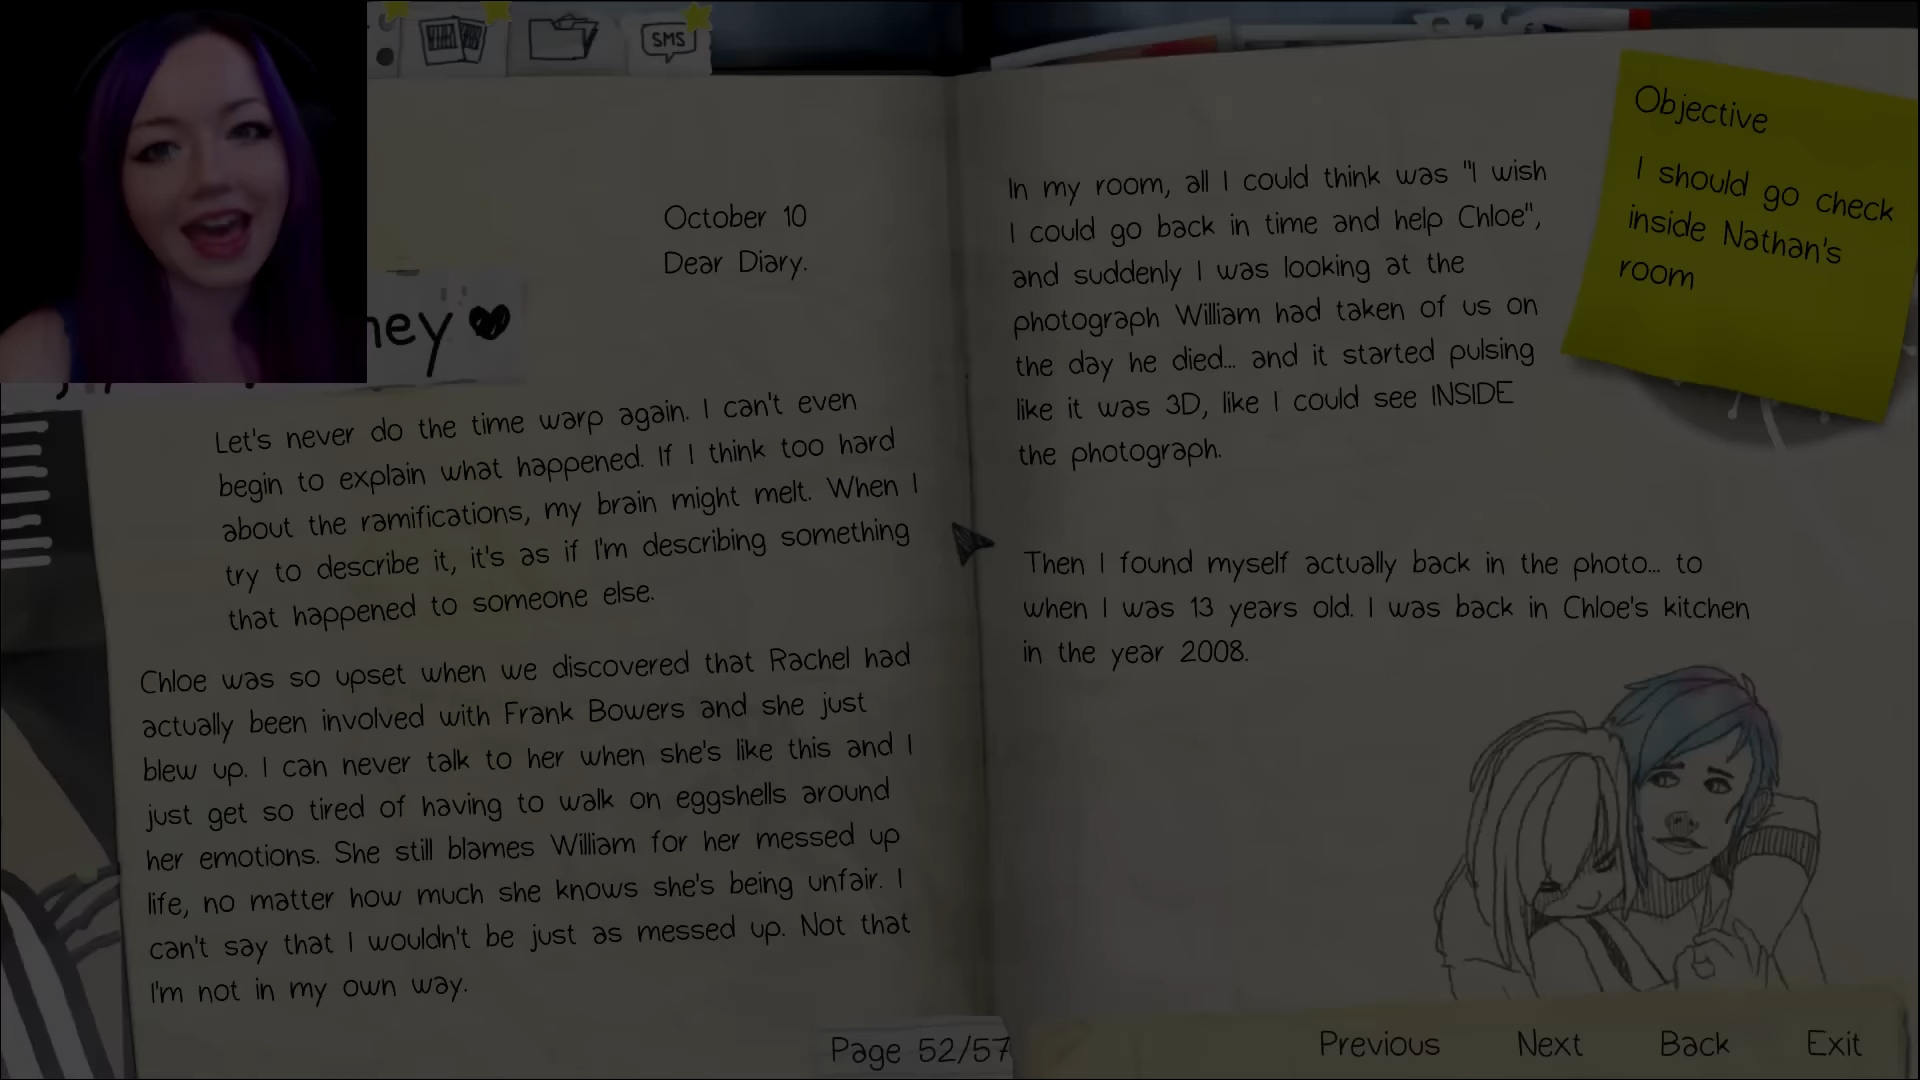 SMS
Objective
I should go check
inside Nathan's
room
October 10
Dear Diary.
ney
Let's never do the time warp again. I can't even
begin to explain what happened. If I think too hard
about the ramifications, my brain might melt. When I
try to describe it, it's as if I'm describing something
that happened to someone else.
Chloe was so upset when we discovered that Rachel had
actually been involved with Frank Bowers and she just
blew up. I can never talk to her when she's like this and I
just get so tired of having to walk on eggshells around
her emotions. She still blames William for her messed up
life, no matter how much she knows she's being unfair. I
can't say that I wouldn't be just as messed up. Not that
I'm not in my own way.
In my room, all I could think was "I wish
I could go back in time and help Chloe",
and suddenly I was looking at the
photograph William had taken of us on
the day he died... and it started pulsing
like it was 3D, like I could see INSIDE
the photograph.
Then I found myself actually back in the photo... to
when I was 13 years old. I was back in Chloe's kitchen
in the year 2008.
Page 52/57
Previous Next Back Exit